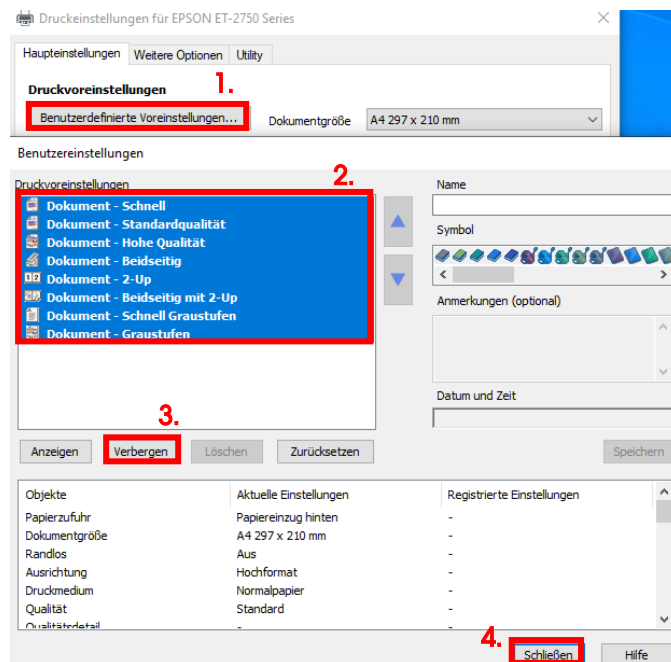 Druckeinstellungen für EPSON ET-2750 Series
Haupteinstellungen Weitere Optionen Utility
Druckvoreinstellungen
1.
Benutzerdefinierte Voreinstellungen... Dokumentgröße A4 297 x 210 mm
Benutzereinstellungen
2.
Druckvoreinstellungen
Dokument - Schnell
Dokument - Standardqualität
Dokument - Hohe Qualität
Dokument - Beidseitig
Dokument - 2-Up
Dokument - Beidseitig mit 2-Up
Dokument - Schnell Graustufen
Dokument - Graustufen
Name
Symbol
Anmerkungen (optional)
Datum und Zeit
3.
Anzeigen Verbergen Löschen Zurücksetzen Speichern
Objekte Aktuelle Einstellungen Registrierte Einstellungen
Papierzufuhr Papiereinzug hinten -
Dokumentgröße A4 297 x 210 mm -
Randlos Aus -
Ausrichtung Hochformat -
Druckmedium Normalpapier -
Qualität Standard -
Qualitätsdetail - -
4.
Schließen Hilfe